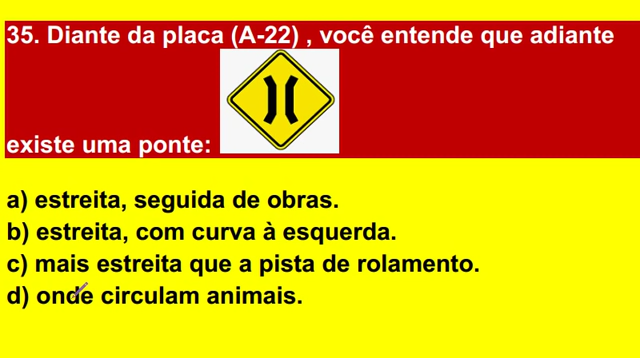 35. Diante da placa (A-22) , você entende que adiante
existe uma ponte:
a) estreita, seguida de obras.
b) estreita, com curva à esquerda.
c) mais estreita que a pista de rolamento.
d) onde circulam animais.